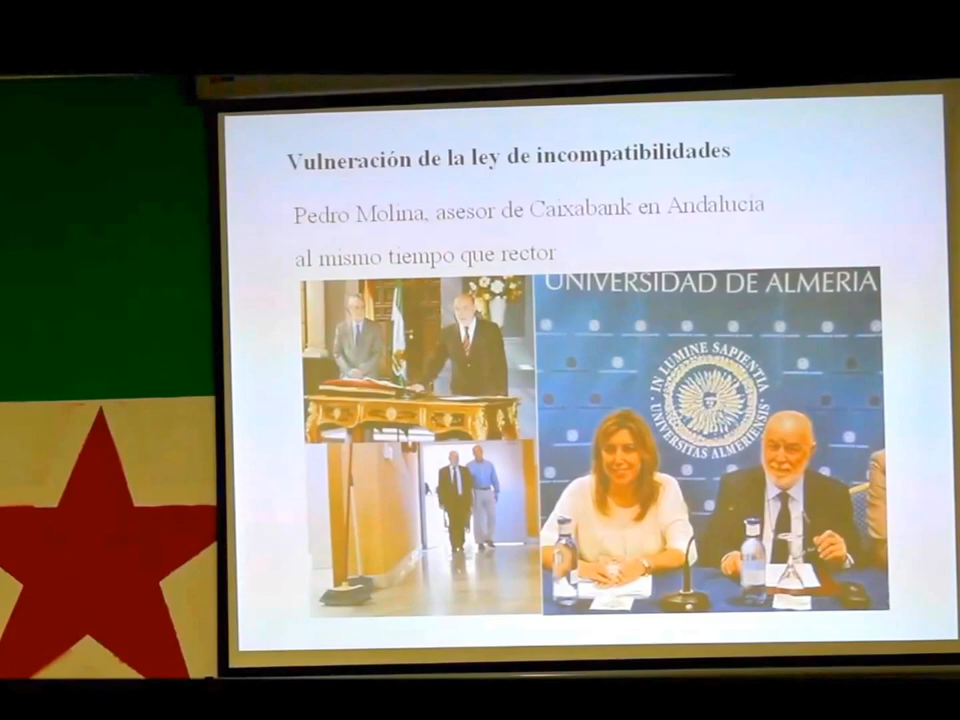 Vulneración de la ley de incompatibilidades
Pedro Molina, asesor de Caixabank en Andalucía
al mismo tiempo que rector
UNIVERSIDAD DE ALMERIA
IN LUMINE SAPIENTIA
UNIVERSITAS ALMERIENSIS